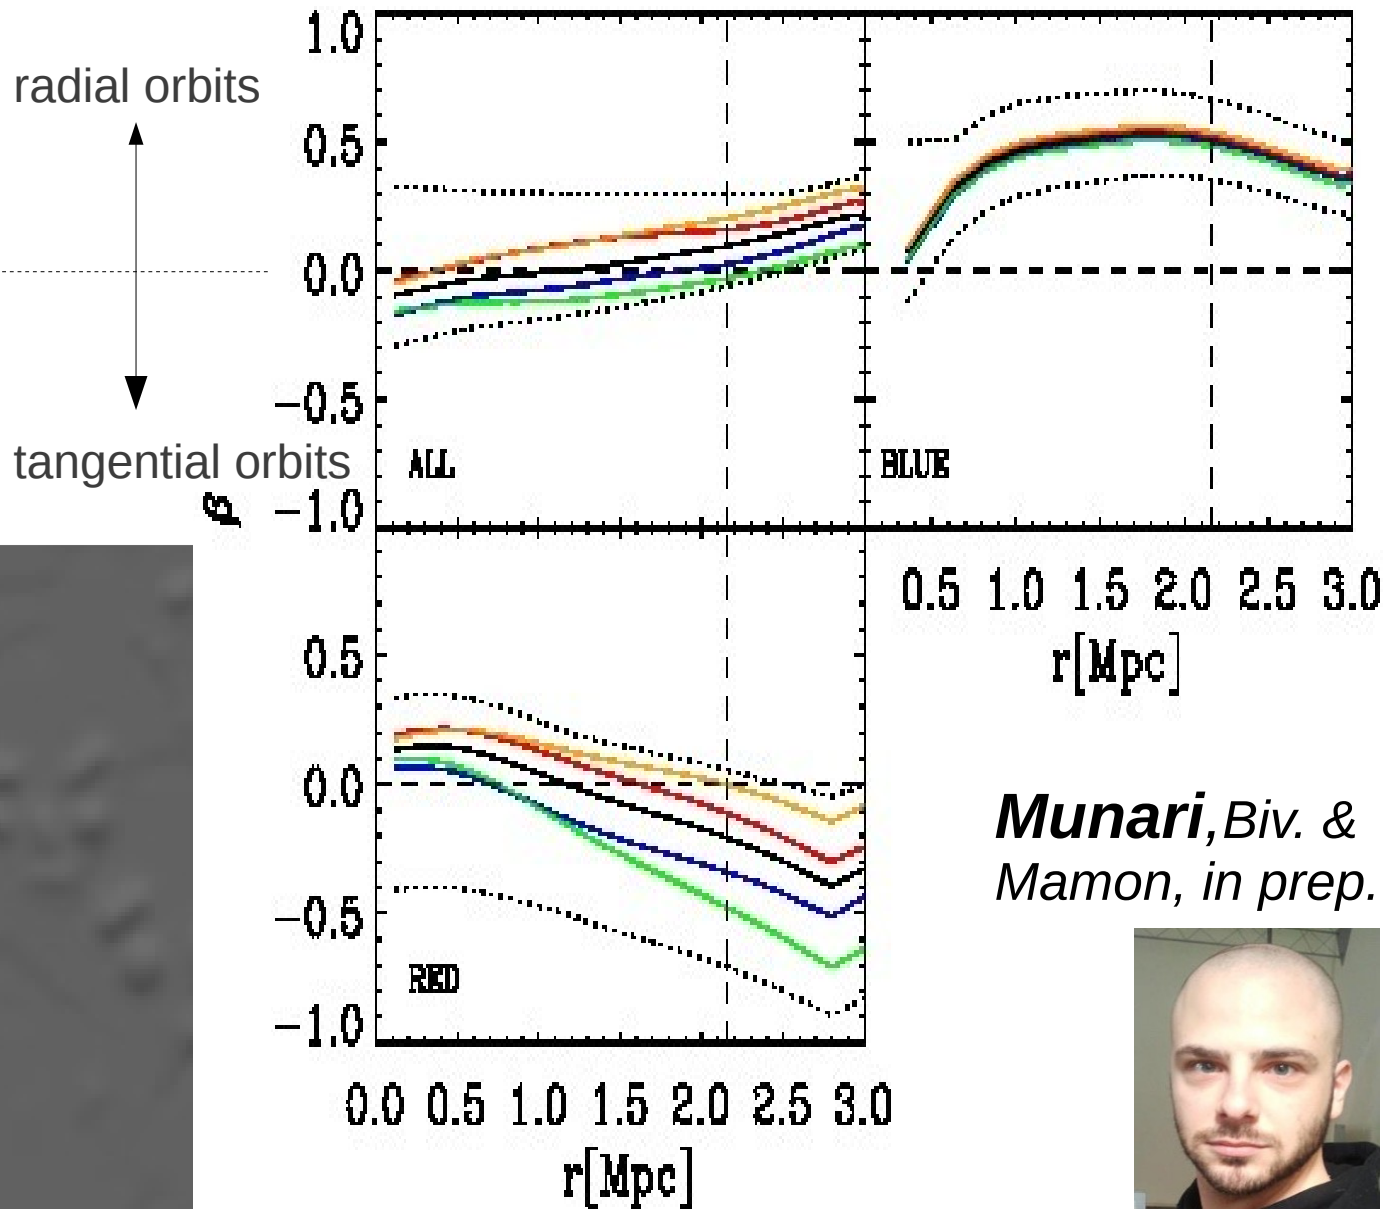 1.0
radial orbits
0.5
0.0
−0.5
tangential orbits
ALL
BLUE
β
−1.0
0.5 1.0 1.5 2.0 2.5 3.0
r[Mpc]
0.5
0.0
Munari,Biv. &
Mamon, in prep.
−0.5
RED
−1.0
0.0 0.5 1.0 1.5 2.0 2.5 3.0
r[Mpc]